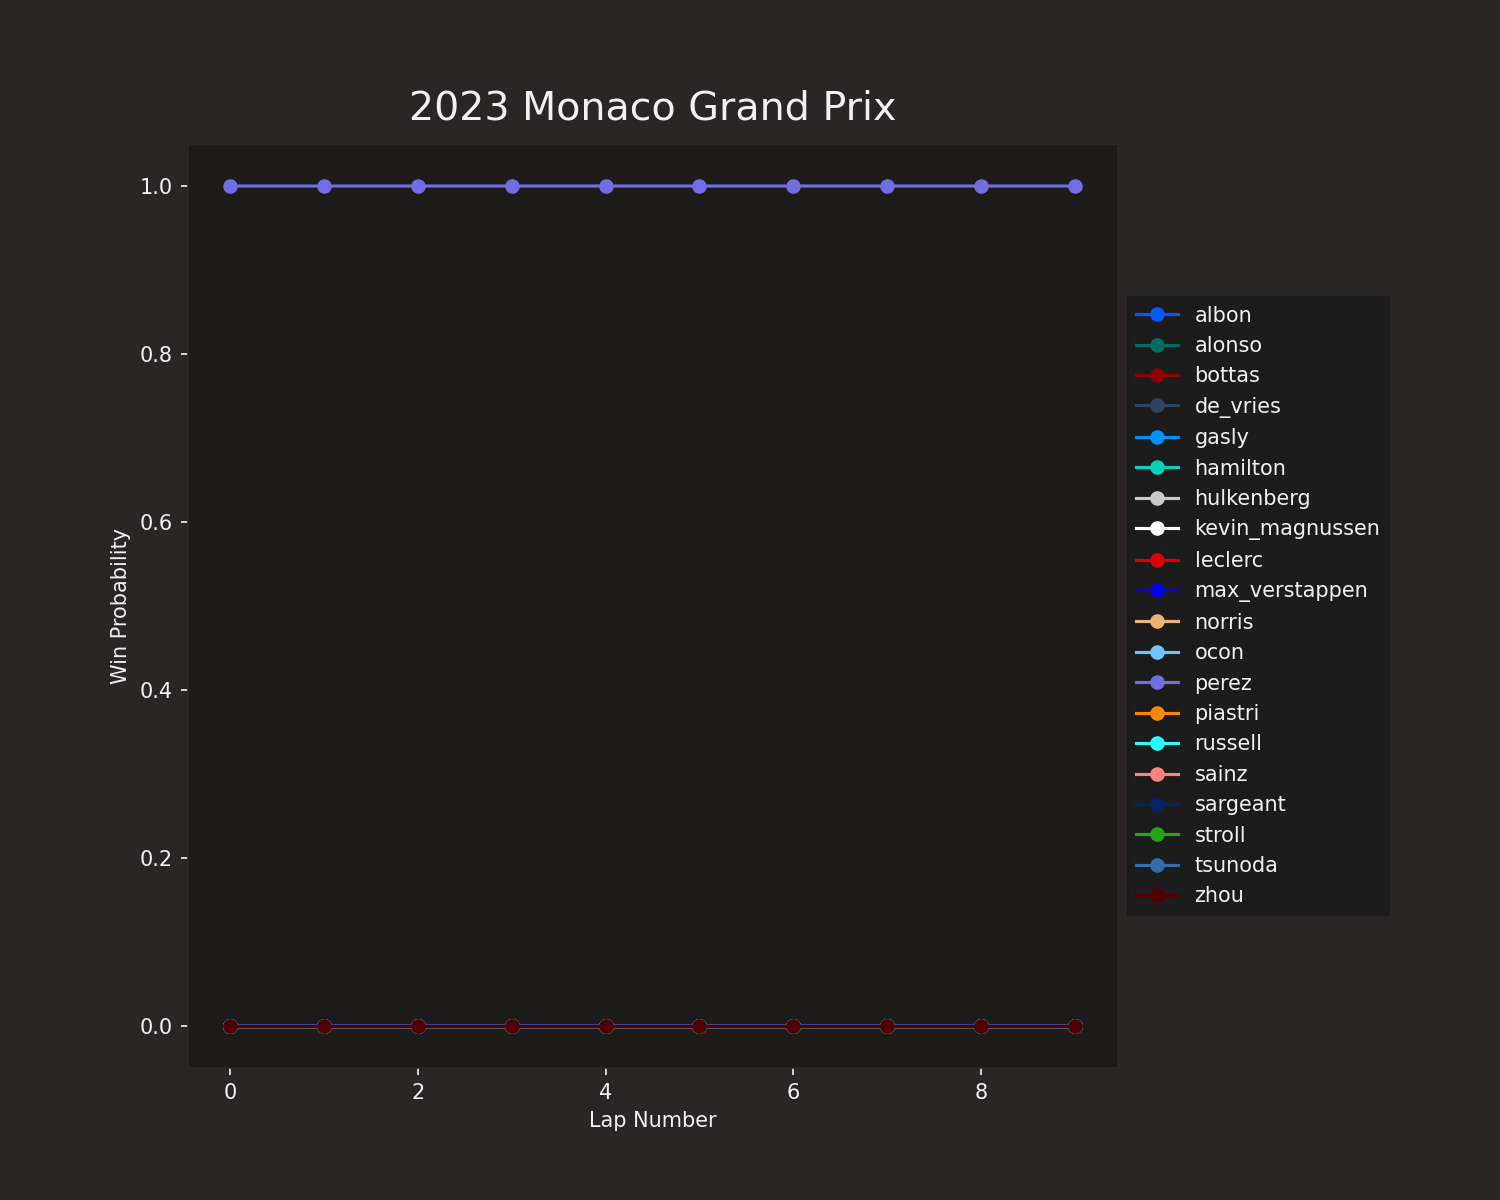 2023 Monaco Grand Prix
1.0
0.8
0.6
0.4
0.2
0.0
Win Probability
0 2 4 6 8
Lap Number
albon
alonso
bottas
de_vries
gasly
hamilton
hulkenberg
kevin_magnussen
leclerc
max_verstappen
norris
ocon
perez
piastri
russell
sainz
sargeant
stroll
tsunoda
zhou